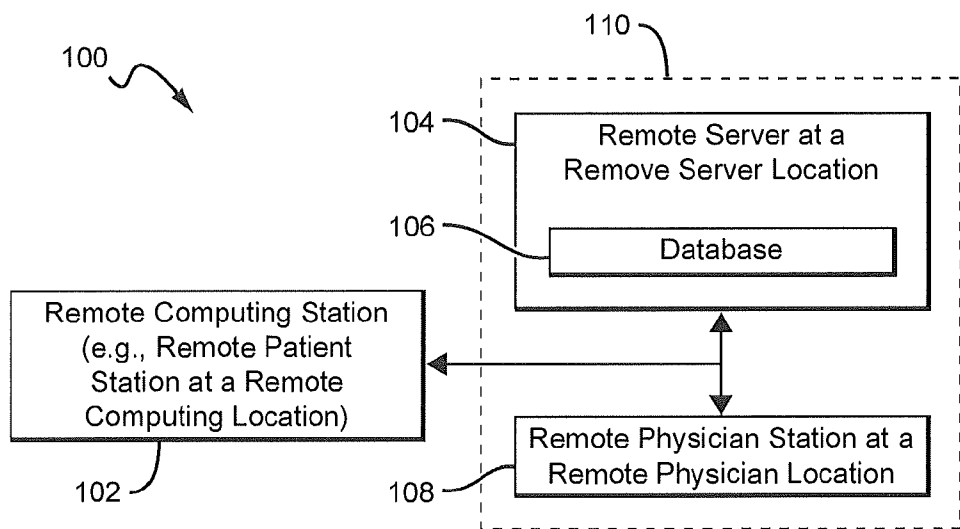 110
100
104
Remote Server at a
Remove Server Location
106
Database
Remote Computing Station
(e.g., Remote Patient
Station at a Remote
Computing Location)
102
Remote Physician Station at a
Remote Physician Location
108